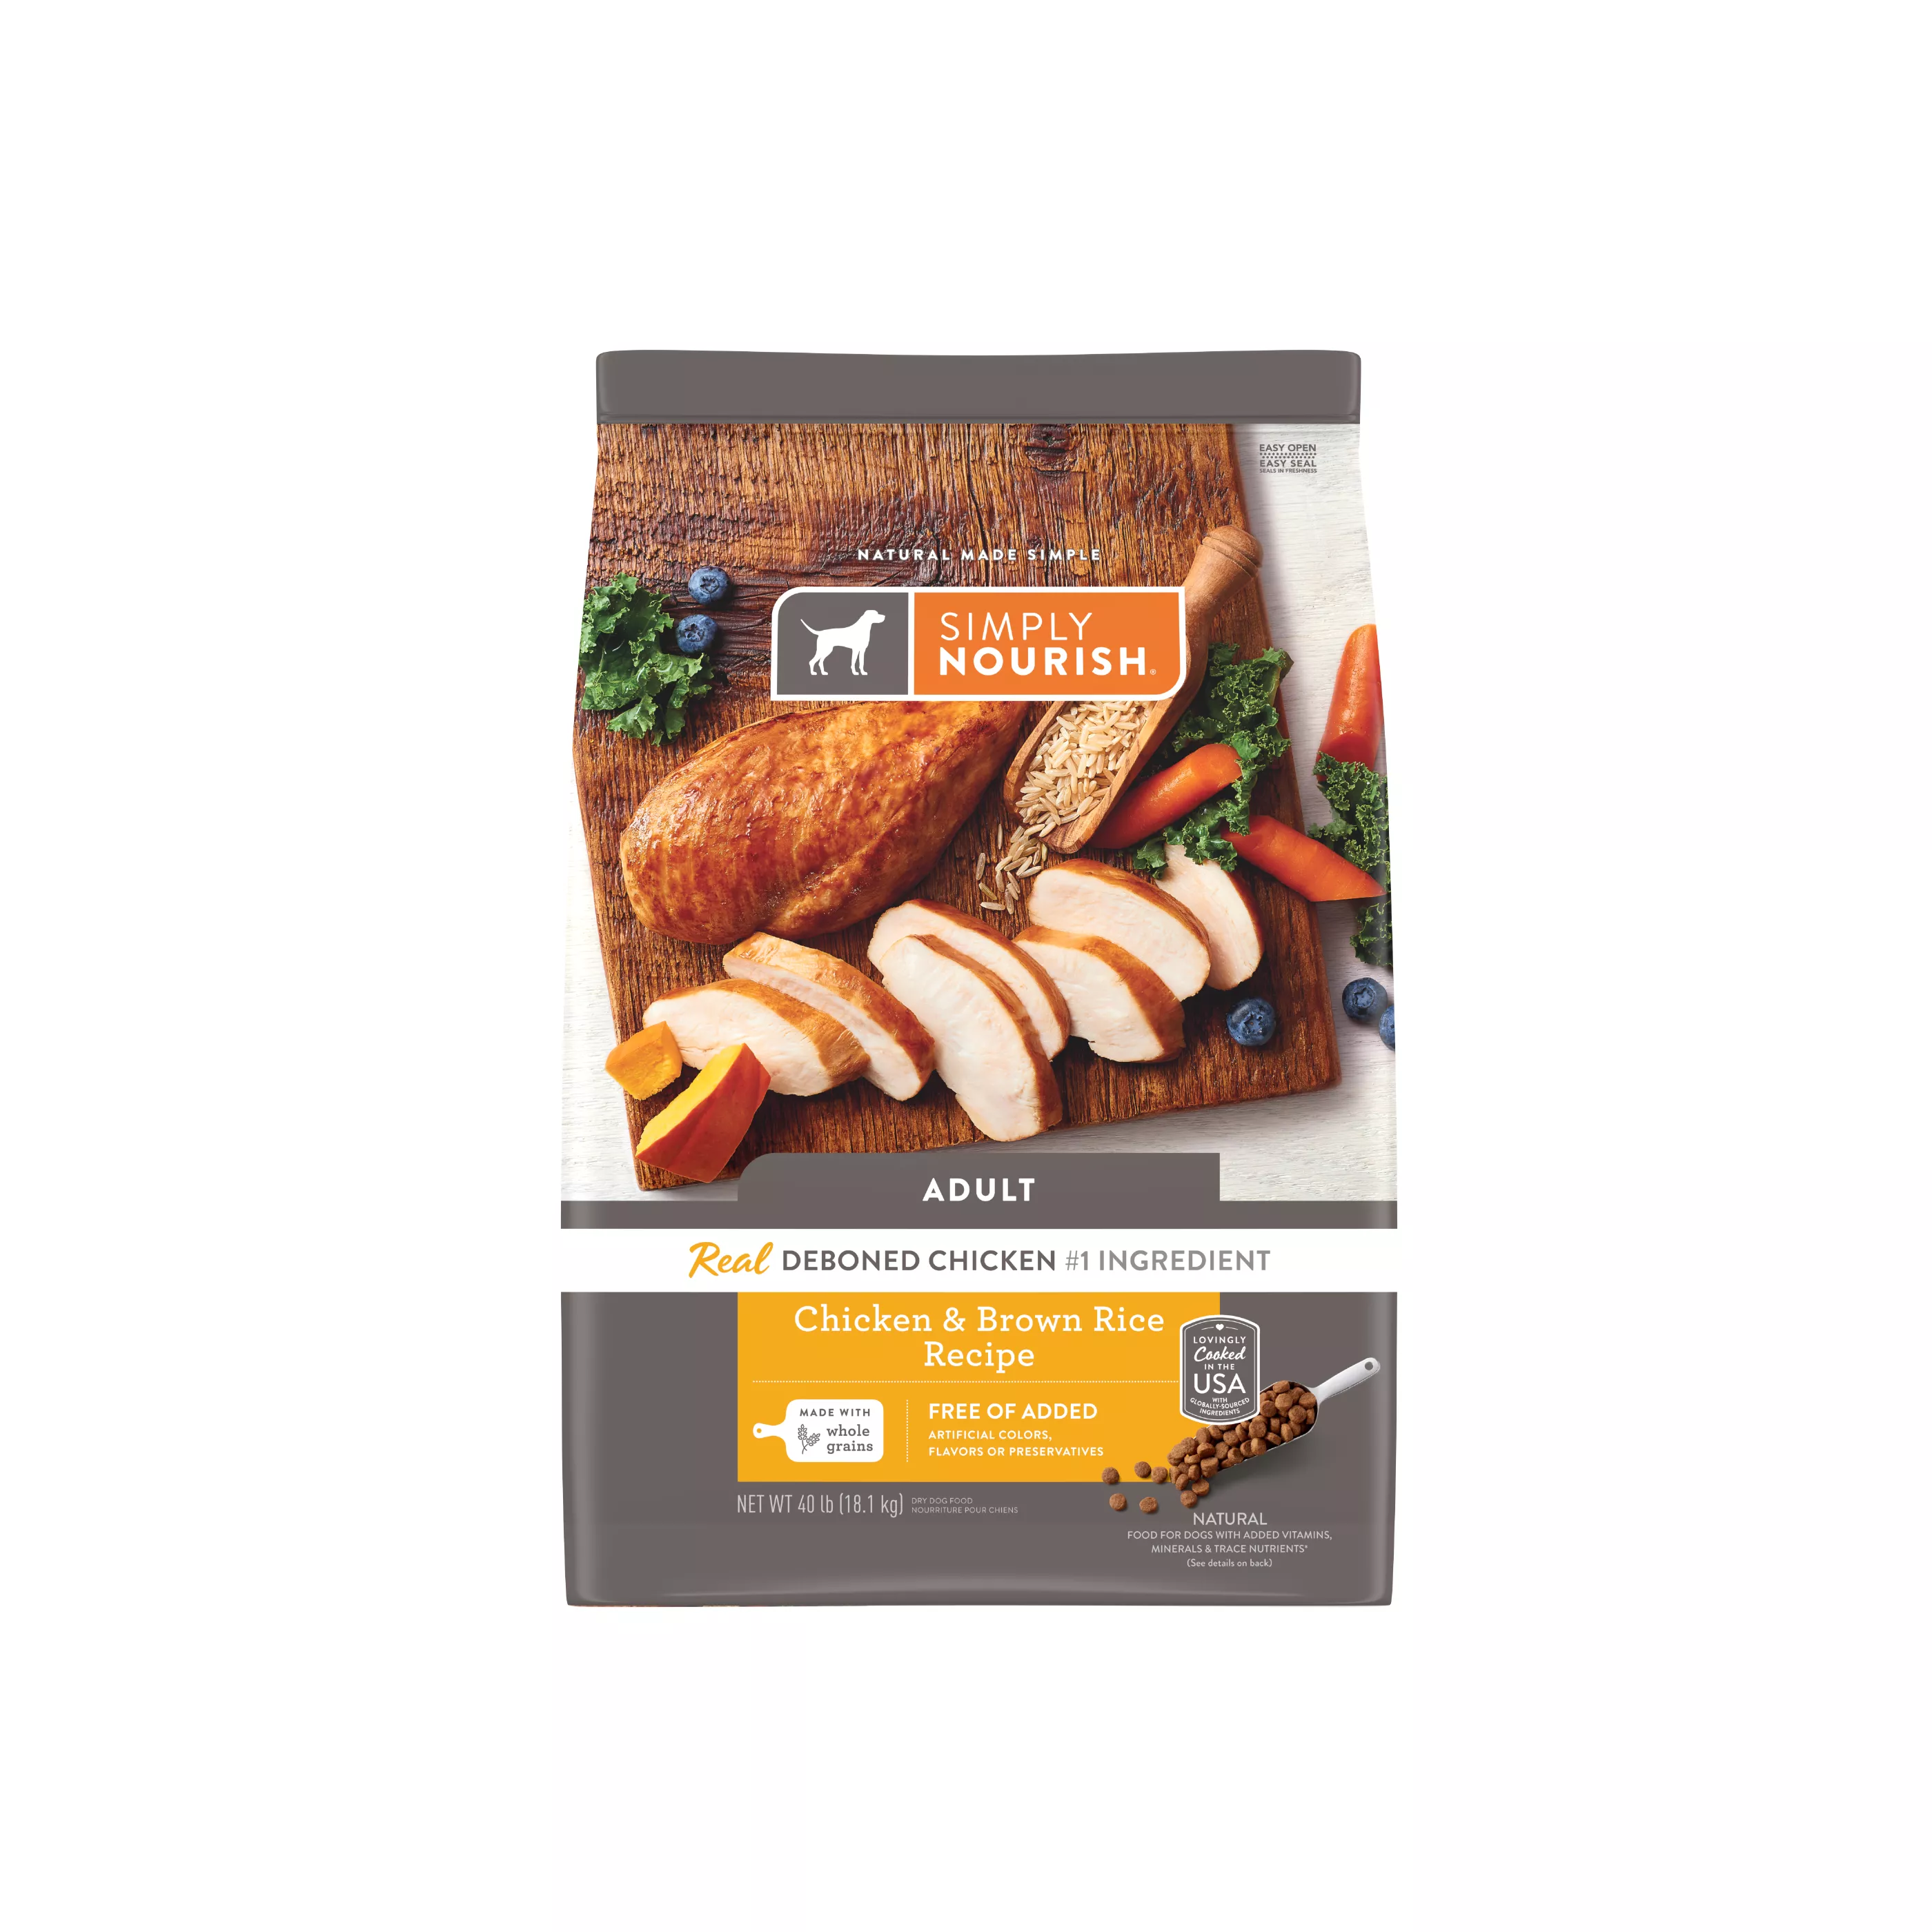 EASY OPEN
EASY SEAL
SEALS IN FRESHNESS
NATURAL MADE SIMPLE
SIMPLY
NOURISH®
ADULT
Real DEBONED CHICKEN #1 INGREDIENT
Chicken & Brown Rice
Recipe
LOVINGLY
Cooked
IN THE
USA
WITH
GLOBALLY-SOURCED
INGREDIENTS
MADE WITH
whole
grains
FREE OF ADDED
ARTIFICIAL COLORS,
FLAVORS OR PRESERVATIVES
NET WT 40 lb (18.1 kg)
DRY DOG FOOD
NOURRITURE POUR CHIENS
NATURAL
FOOD FOR DOGS WITH ADDED VITAMINS,
MINERALS & TRACE NUTRIENTS*
(See details on back)